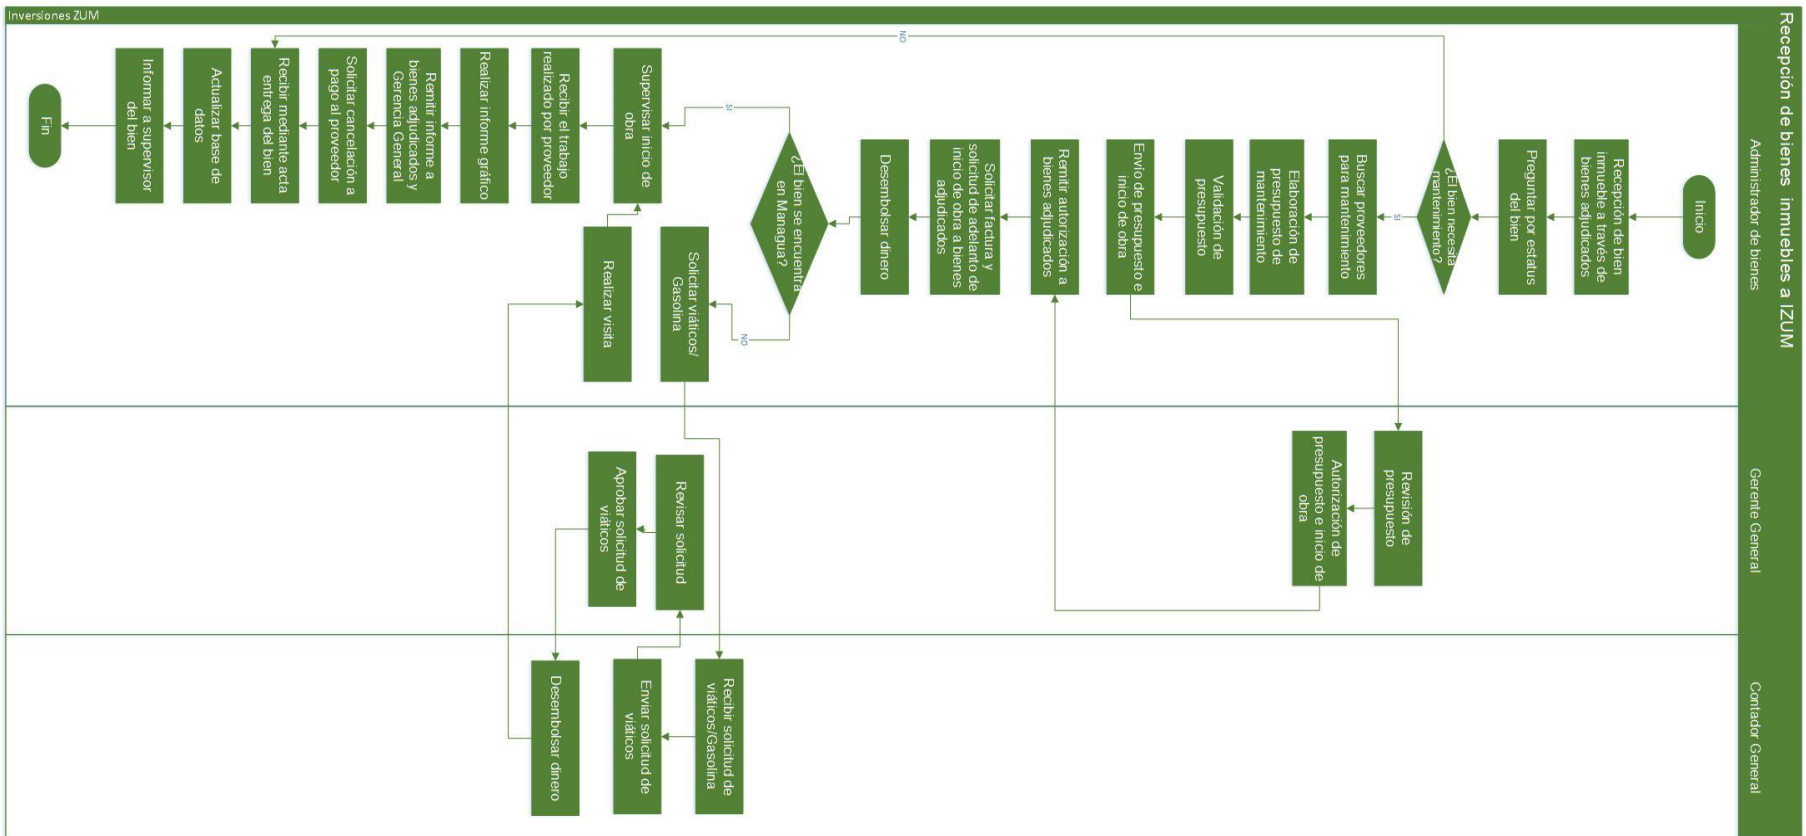 Inversiones ZUM
Recepción de bienes inmuebles a IZUM
Administrador de bienes
Gerente General
Contador General
Inicio
Recepción de bien
inmueble a través de
bienes adjudicados
Preguntar por estatus
del bien
¿El bien necesita
mantenimiento?
NO
SI
Buscar proveedores
para mantenimiento
Elaboración de
presupuesto de
mantenimiento
Validación de
presupuesto
Envío de presupuesto e
inicio de obra
Revisión de
presupuesto
Autorización de
presupuesto e inicio de
obra
Remitir autorización a
bienes adjudicados
Solicitar factura y
solicitud de adelanto de
inicio de obra a bienes
adjudicados
Desembolsar dinero
¿El bien se encuentra
en Managua?
SI
NO
Solicitar viáticos/
Gasolina
Recibir solicitud de
viáticos/Gasolina
Enviar solicitud de
viáticos
Revisar solicitud
Aprobar solicitud de
viáticos
Desembolsar dinero
Realizar visita
Supervisar inicio de
obra
Recibir el trabajo
realizado por proveedor
Realizar informe gráfico
Remitir informe a
bienes adjudicados y
Gerencia General
Solicitar cancelación a
pago al proveedor
Recibir mediante acta
entrega del bien
Actualizar base de
datos
Informar a supervisor
del bien
Fin